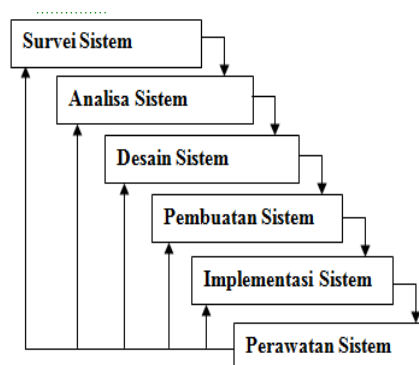 Survei Sistem
Analisa Sistem
Desain Sistem
Pembuatan Sistem
Implementasi Sistem
Perawatan Sistem